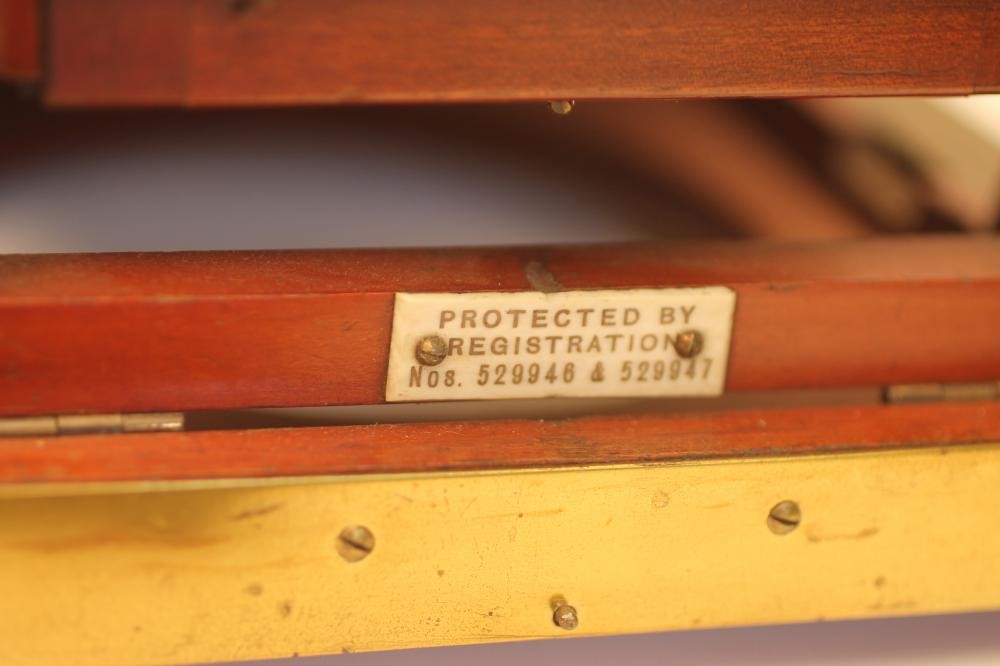 PROTECTED BY
REGISTRATION
Nos. 529946 & 529947